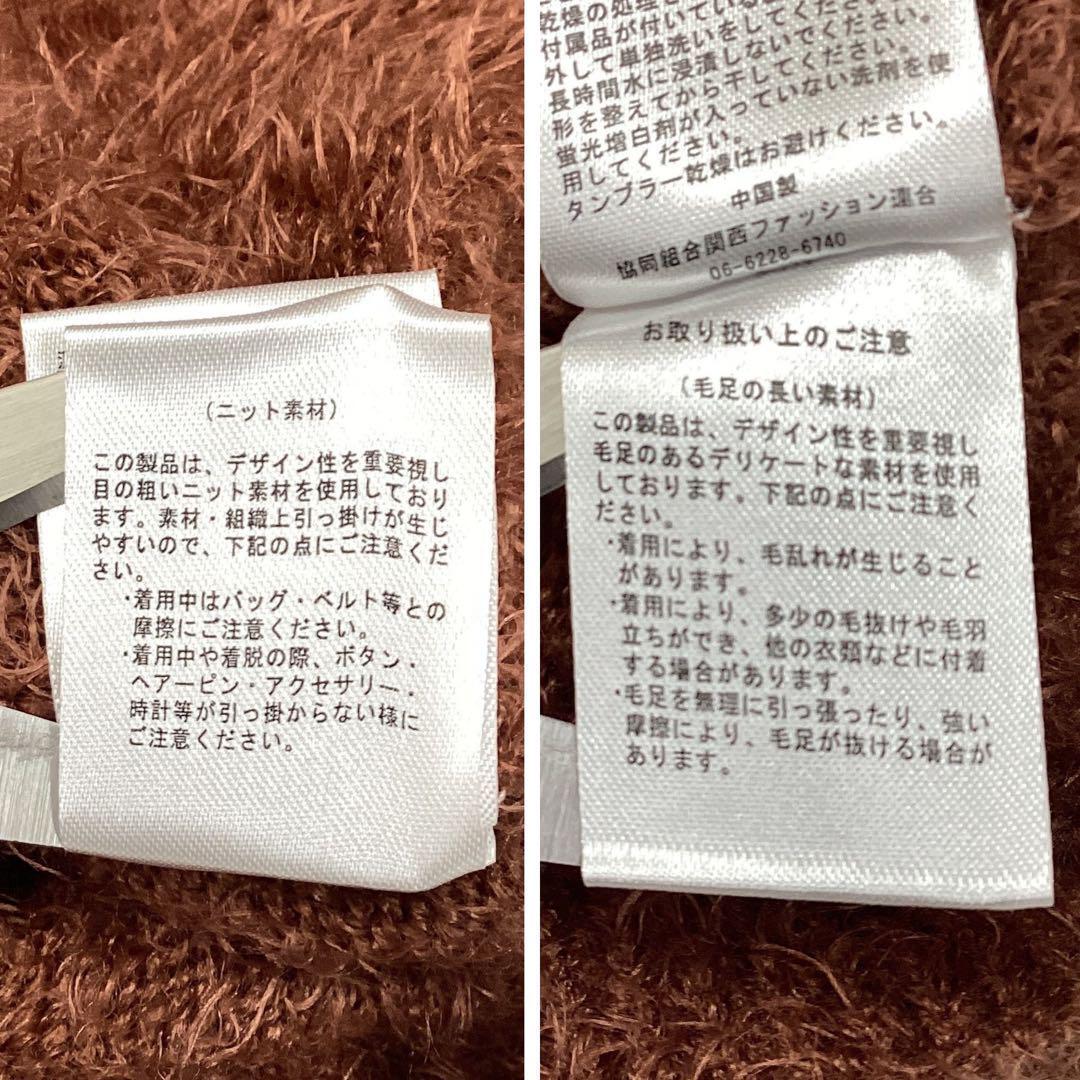 (ニット素材)
この製品は、デザイン性を重要視し
目の粗いニット素材を使用しており
ます。素材・組織上引っ掛けが生じ
やすいので、下記の点にご注意くだ
さい。
・着用中はバッグ・ベルト等との
摩擦にご注意ください。
・着用中や着脱の際、ボタン・
ヘアーピン・アクセサリー・
時計等が引っ掛からない様に
ご注意ください。
乾燥の処理
付属品が付いている
外して単独洗いをしてください。
長時間水に浸漬しないでください。
形を整えてから干してください。
蛍光増白剤が入っていない洗剤を使
用してください。
タンブラー乾燥はお避けください。
中国製
協同組合関西ファッション連合
06-6228-6740
お取り扱い上のご注意
(毛足の長い素材)
この製品は、デザイン性を重要視し
毛足のあるデリケートな素材を使用
しております。下記の点にご注意く
ださい。
・着用により、毛乱れが生じること
があります。
・着用により、多少の毛抜けや毛羽
立ちができ、他の衣類などに付着
する場合があります。
・毛足を無理に引っ張ったり、強い
摩擦により、毛足が抜ける場合が
あります。